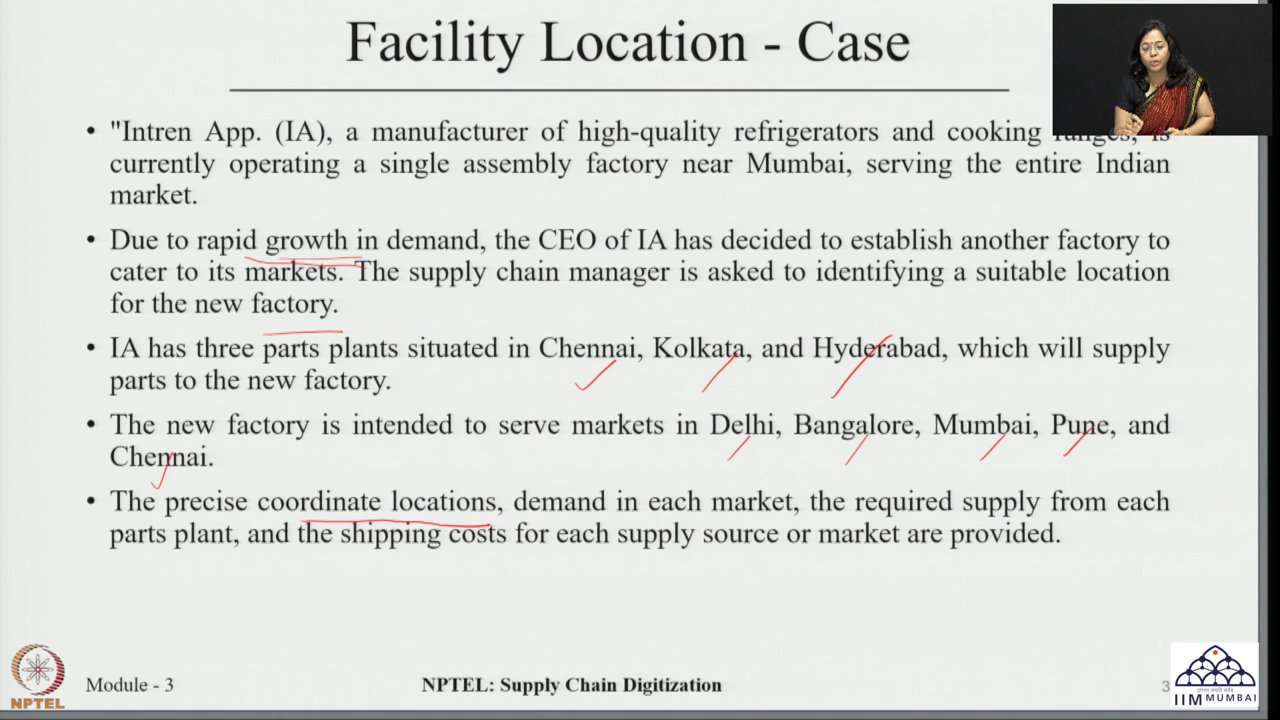 Facility Location - Case
• "Intren App. (IA), a manufacturer of high-quality refrigerators and cooking ranges, is
currently operating a single assembly factory near Mumbai, serving the entire Indian
market.
• Due to rapid growth in demand, the CEO of IA has decided to establish another factory to
cater to its markets. The supply chain manager is asked to identifying a suitable location
for the new factory.
• IA has three parts plants situated in Chennai, Kolkata, and Hyderabad, which will supply
parts to the new factory.
• The new factory is intended to serve markets in Delhi, Bangalore, Mumbai, Pune, and
Chennai.
• The precise coordinate locations, demand in each market, the required supply from each
parts plant, and the shipping costs for each supply source or market are provided.
NPTEL
Module - 3
NPTEL: Supply Chain Digitization
3
IIM MUMBAI